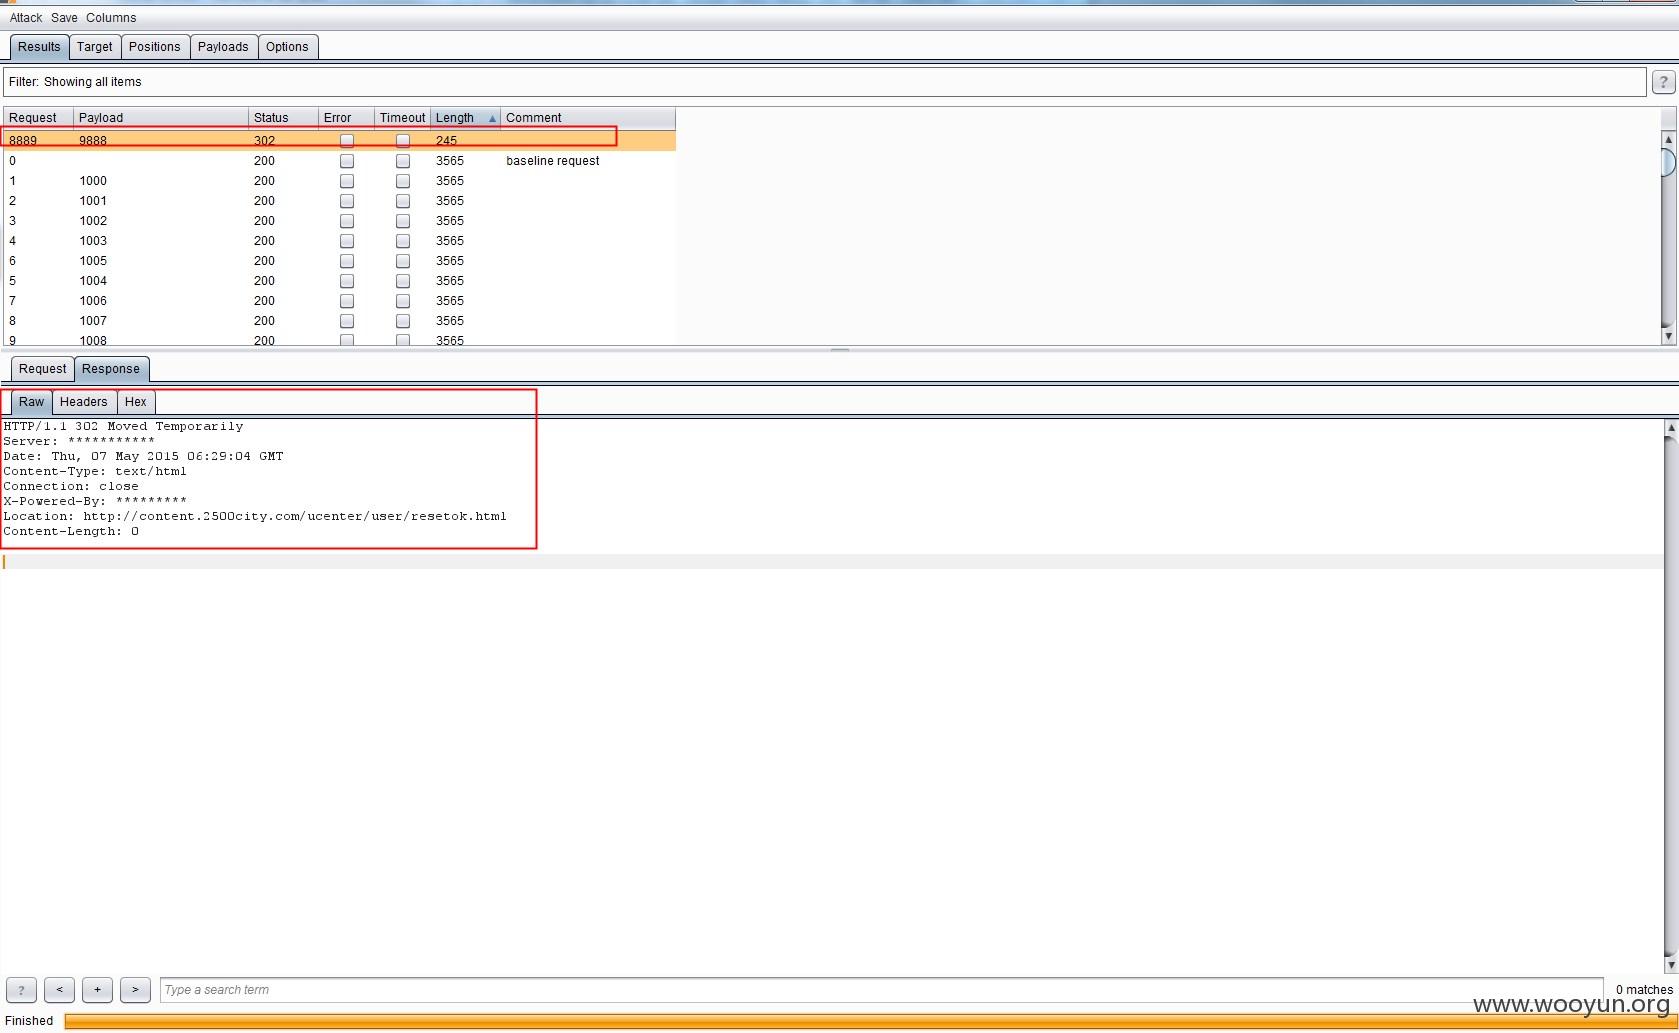 Attack Save Columns
Results Target Positions Payloads Options
Filter: Showing all items ?
Request Payload Status Error Timeout Length Comment
8889 9888 302 245
0 200 3565 baseline request
1 1000 200 3565
2 1001 200 3565
3 1002 200 3565
4 1003 200 3565
6 1005 200 3565
5 1004 200 3565
7 1006 200 3565
8 1007 200 3565
9 1008 200 3565
Request Response
Raw Headers Hex
HTTP/1.1 302 Moved Temporarily
Server: ***********
Date: Thu, 07 May 2015 06:29:04 GMT
Content-Type: text/html
Connection: close
X-Powered-By: *********
Location: http://content.2500city.com/ucenter/user/resetok.html
Content-Length: 0
? < + > Type a search term 0 matches
www.wooyun.org
Finished